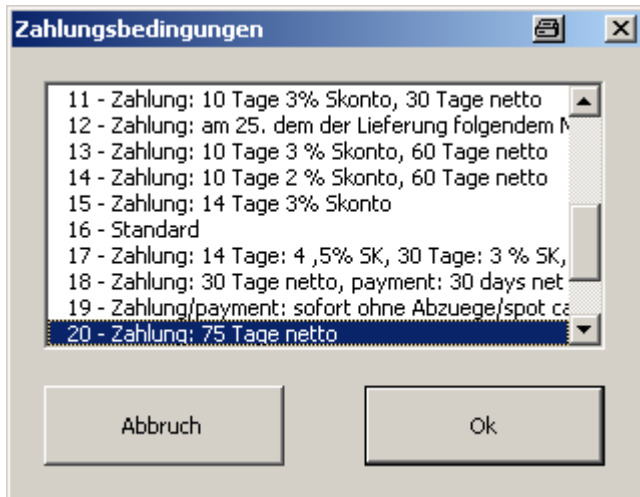 Zahlungsbedingungen
11 - Zahlung: 10 Tage 3% Skonto, 30 Tage netto
12 - Zahlung: am 25. dem der Lieferung folgendem
13 - Zahlung: 10 Tage 3 % Skonto, 60 Tage netto
14 - Zahlung: 10 Tage 2 % Skonto, 60 Tage netto
15 - Zahlung: 14 Tage 3% Skonto
16 - Standard
17 - Zahlung: 14 Tage: 4 ,5% SK, 30 Tage: 3 % SK,
18 - Zahlung: 30 Tage netto, payment: 30 days net
19 - Zahlung/payment: sofort ohne Abzuege/spot
20 - Zahlung: 75 Tage netto
Abbruch
Ok